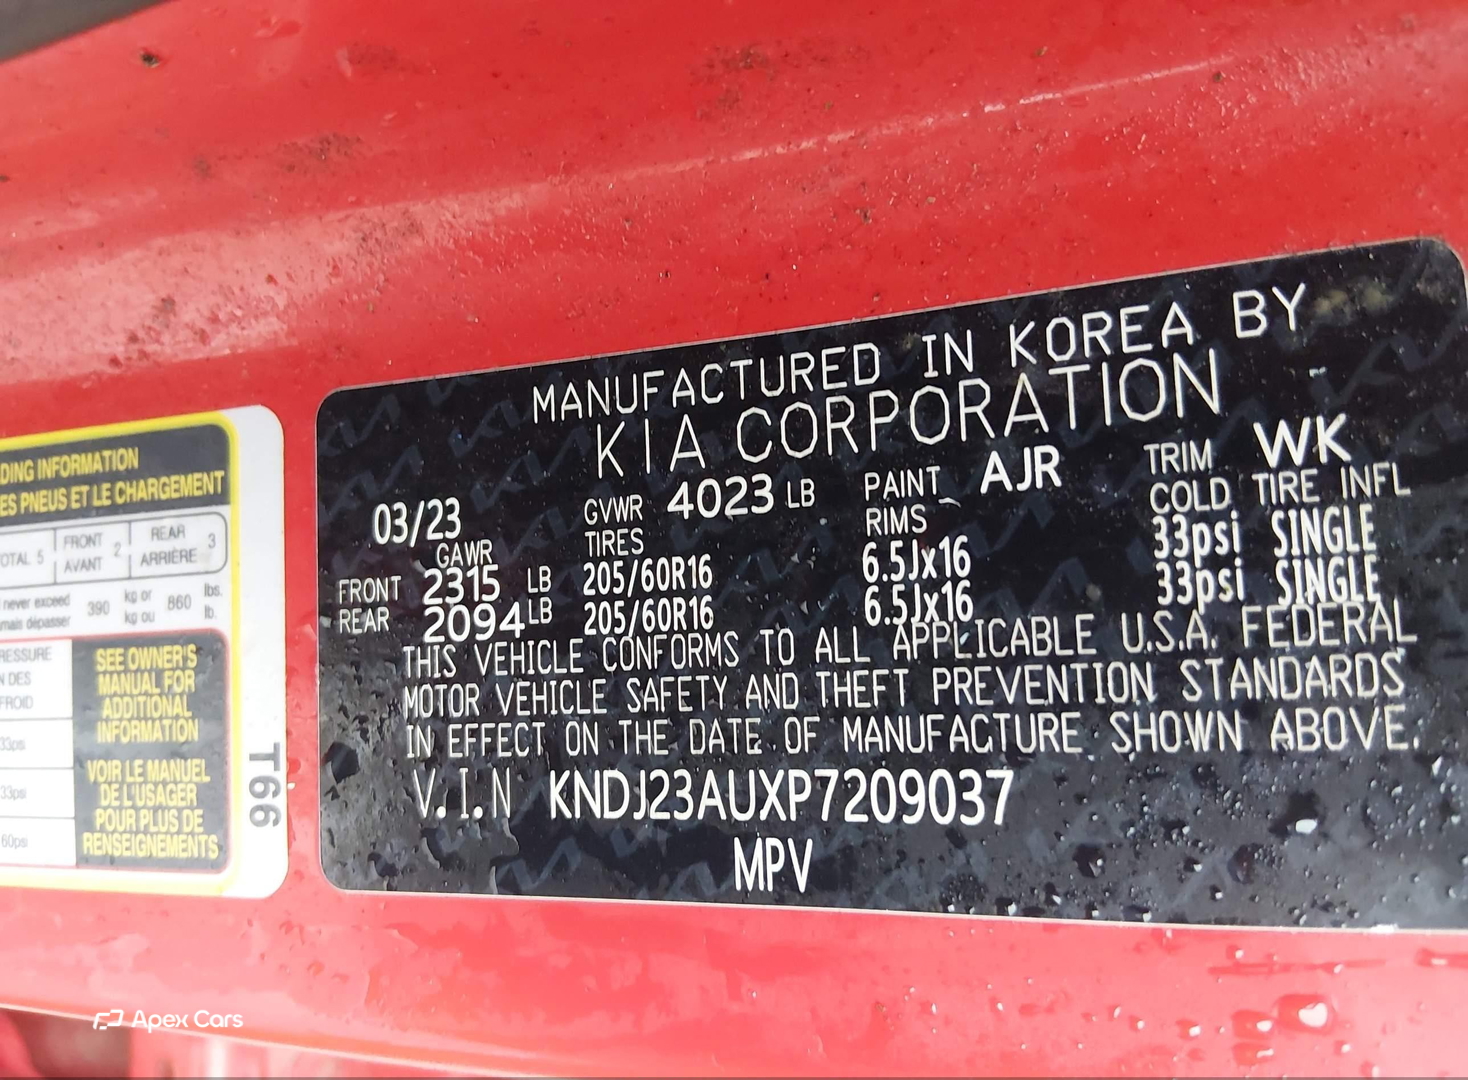 DING INFORMATION
ES PNEUS ET LE CHARGEMENT
OTAL 5 FRONT AVANT 2 REAR ARRIÈRE 3
never exceed 390 kg or 860 lbs.
mais dépasser kg ou lb.
RESSURE
N DES
FROID
33psi
33psi
60psi
SEE OWNER'S
MANUAL FOR
ADDITIONAL
INFORMATION
VOIR LE MANUEL
DE L'USAGER
POUR PLUS DE
RENSEIGNEMENTS
T66
MANUFACTURED IN KOREA BY
KIA CORPORATION
03/23 GVWR 4023 LB PAINT AJR TRIM WK
GAWR TIRES RIMS COLD TIRE INFL
FRONT 2315 LB 205/60R16 6.5Jx16 33psi SINGLE
REAR 2094 LB 205/60R16 6.5Jx16 33psi SINGLE
THIS VEHICLE CONFORMS TO ALL APPLICABLE U.S.A. FEDERAL
MOTOR VEHICLE SAFETY AND THEFT PREVENTION STANDARDS
IN EFFECT ON THE DATE OF MANUFACTURE SHOWN ABOVE.
V.I.N KNDJ23AUXP7209037
MPV
Apex Cars